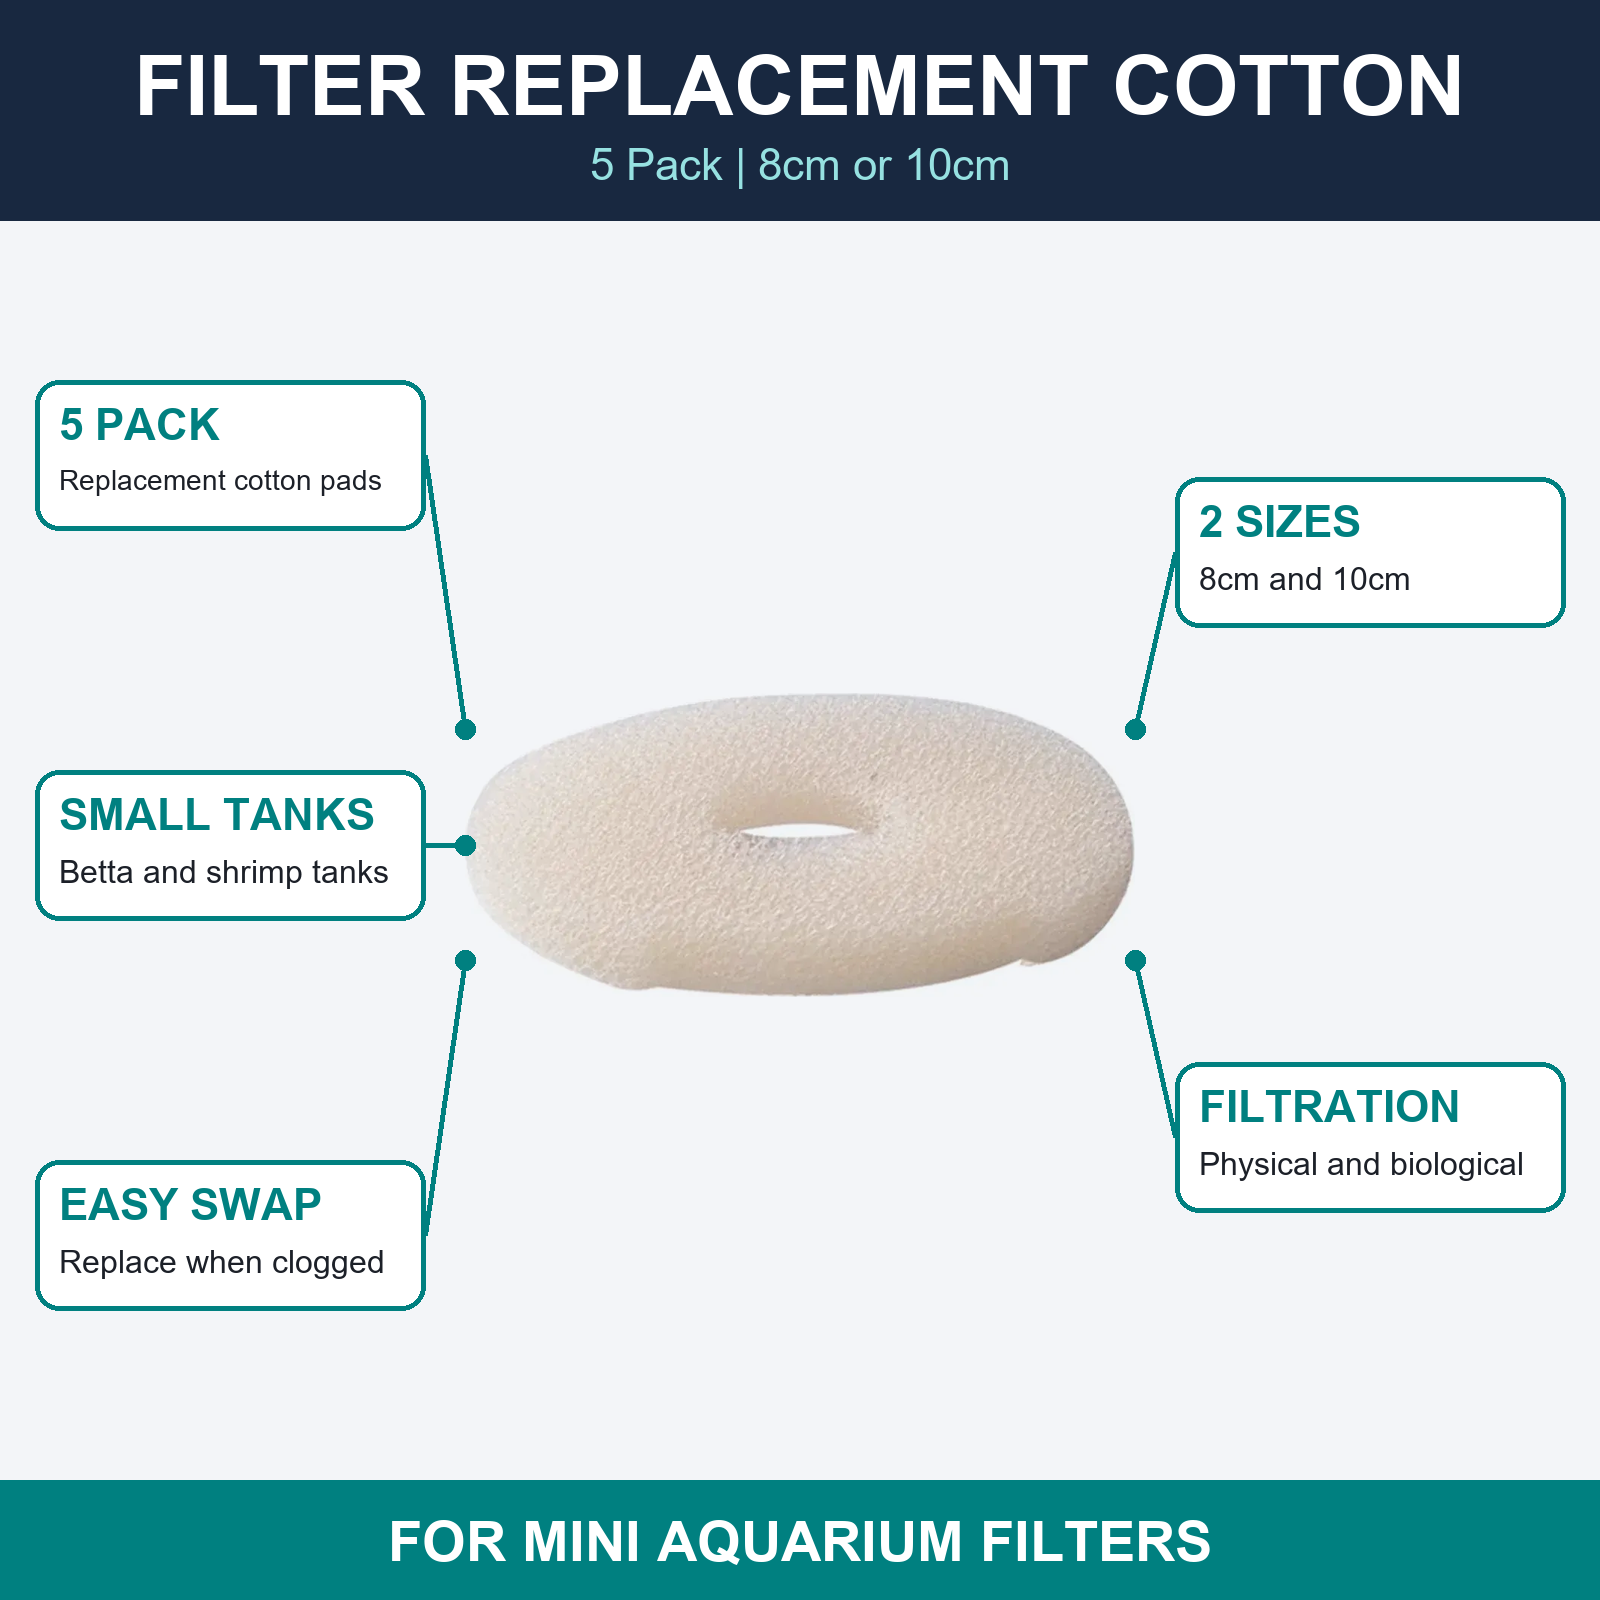 FILTER REPLACEMENT COTTON
5 Pack | 8cm or 10cm
5 PACK
Replacement cotton pads
2 SIZES
8cm and 10cm
SMALL TANKS
Betta and shrimp tanks
FILTRATION
Physical and biological
EASY SWAP
Replace when clogged
FOR MINI AQUARIUM FILTERS